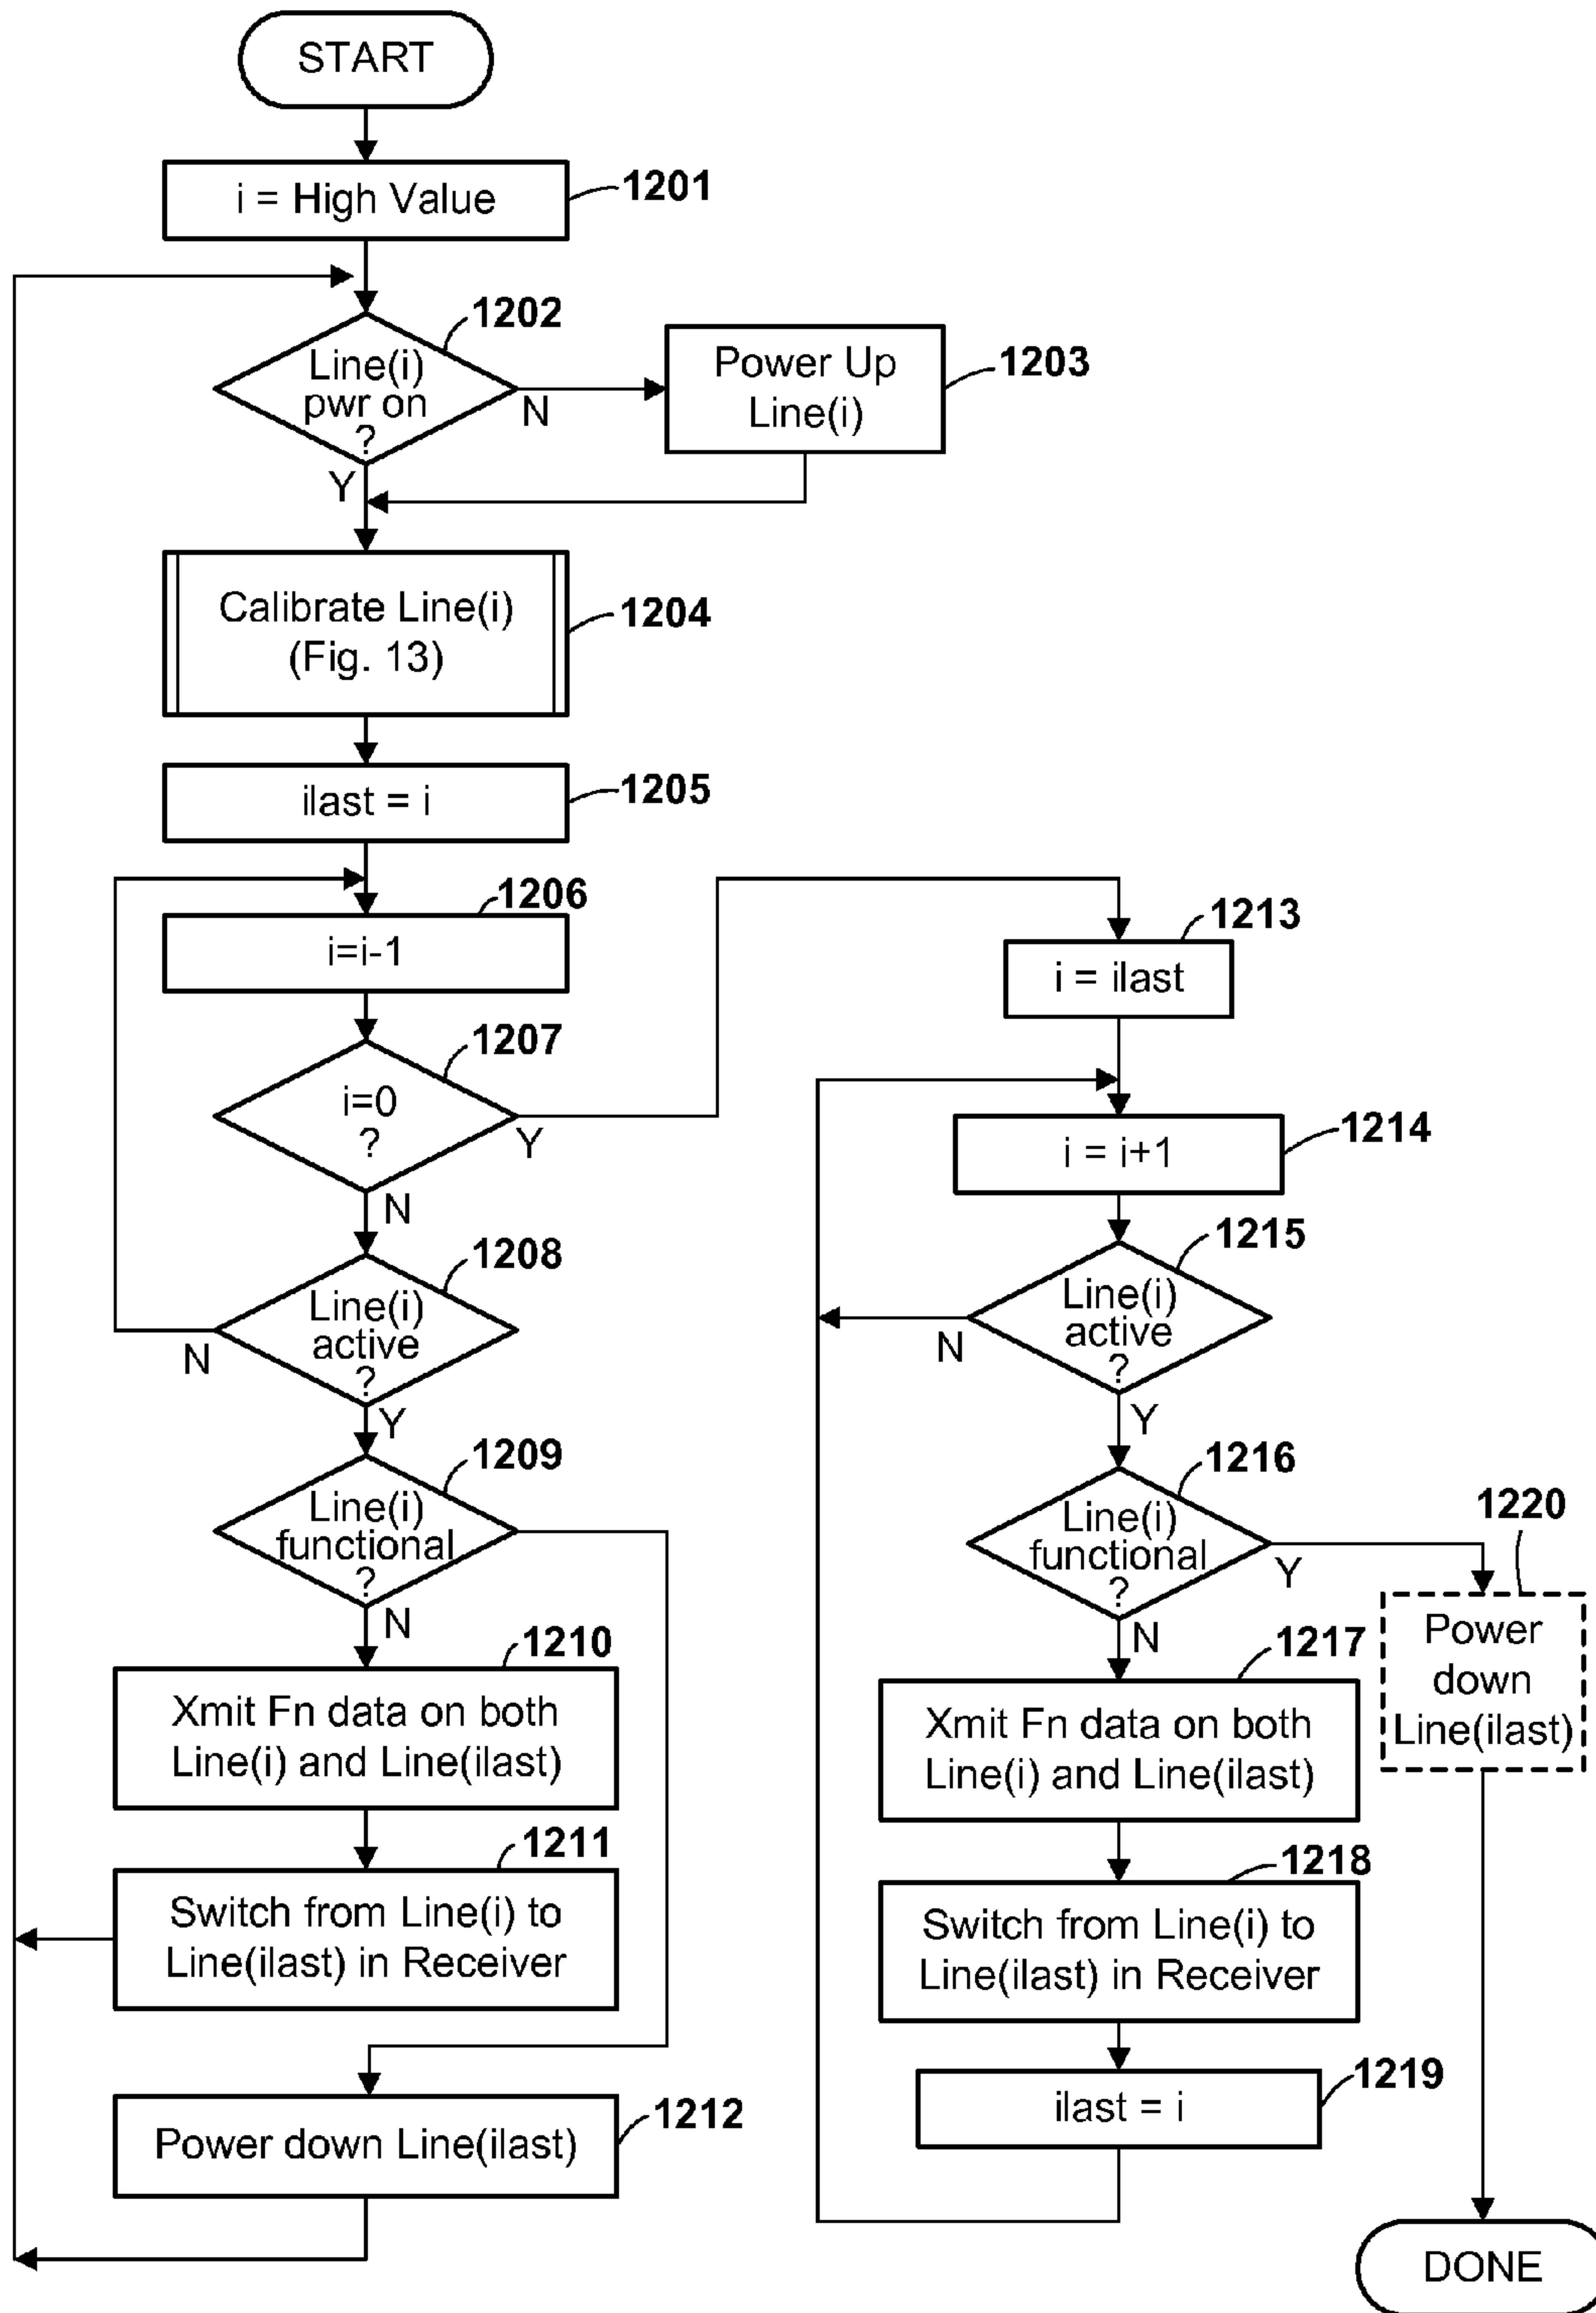 START
i = High Value
1201
1202
Line(i)
pwr on
?
N
Y
Power Up
Line(i)
1203
Calibrate Line(i)
(Fig. 13)
1204
ilast = i
1205
1206
i=i-1
1207
i=0
?
Y
N
1208
Line(i)
active
?
N
Y
1209
Line(i)
functional
?
N
1210
Xmit Fn data on both
Line(i) and Line(ilast)
1211
Switch from Line(i) to
Line(ilast) in Receiver
1212
Power down Line(ilast)
1213
i = ilast
1214
i = i+1
1215
Line(i)
active
?
N
Y
1216
Line(i)
functional
?
Y
N
1217
Xmit Fn data on both
Line(i) and Line(ilast)
1218
Switch from Line(i) to
Line(ilast) in Receiver
1219
ilast = i
1220
Power
down
Line(ilast)
DONE